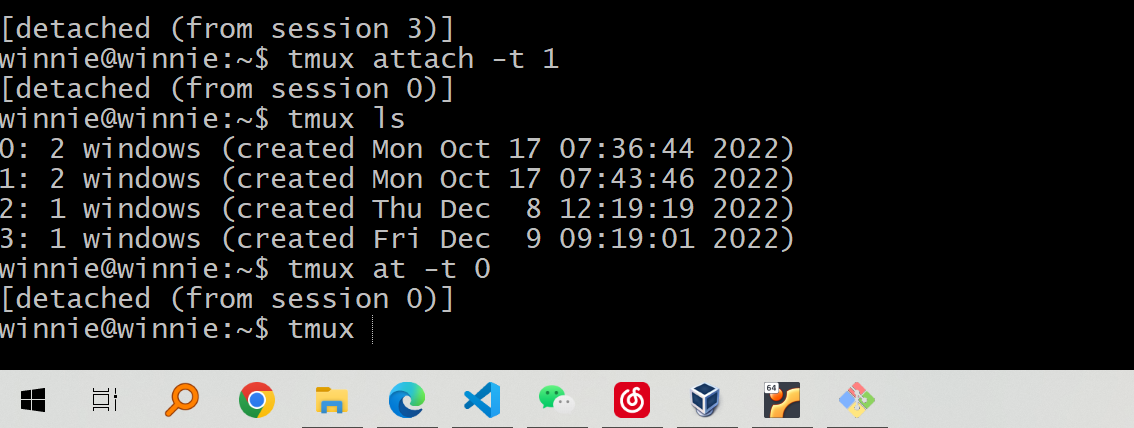 [detached (from session 3)]
winnie@winnie:~$ tmux attach -t 1
[detached (from session 0)]
winnie@winnie:~$ tmux ls
0: 2 windows (created Mon Oct 17 07:36:44 2022)
1: 2 windows (created Mon Oct 17 07:43:46 2022)
2: 1 windows (created Thu Dec  8 12:19:19 2022)
3: 1 windows (created Fri Dec  9 09:19:01 2022)
winnie@winnie:~$ tmux at -t 0
[detached (from session 0)]
winnie@winnie:~$ tmux
64